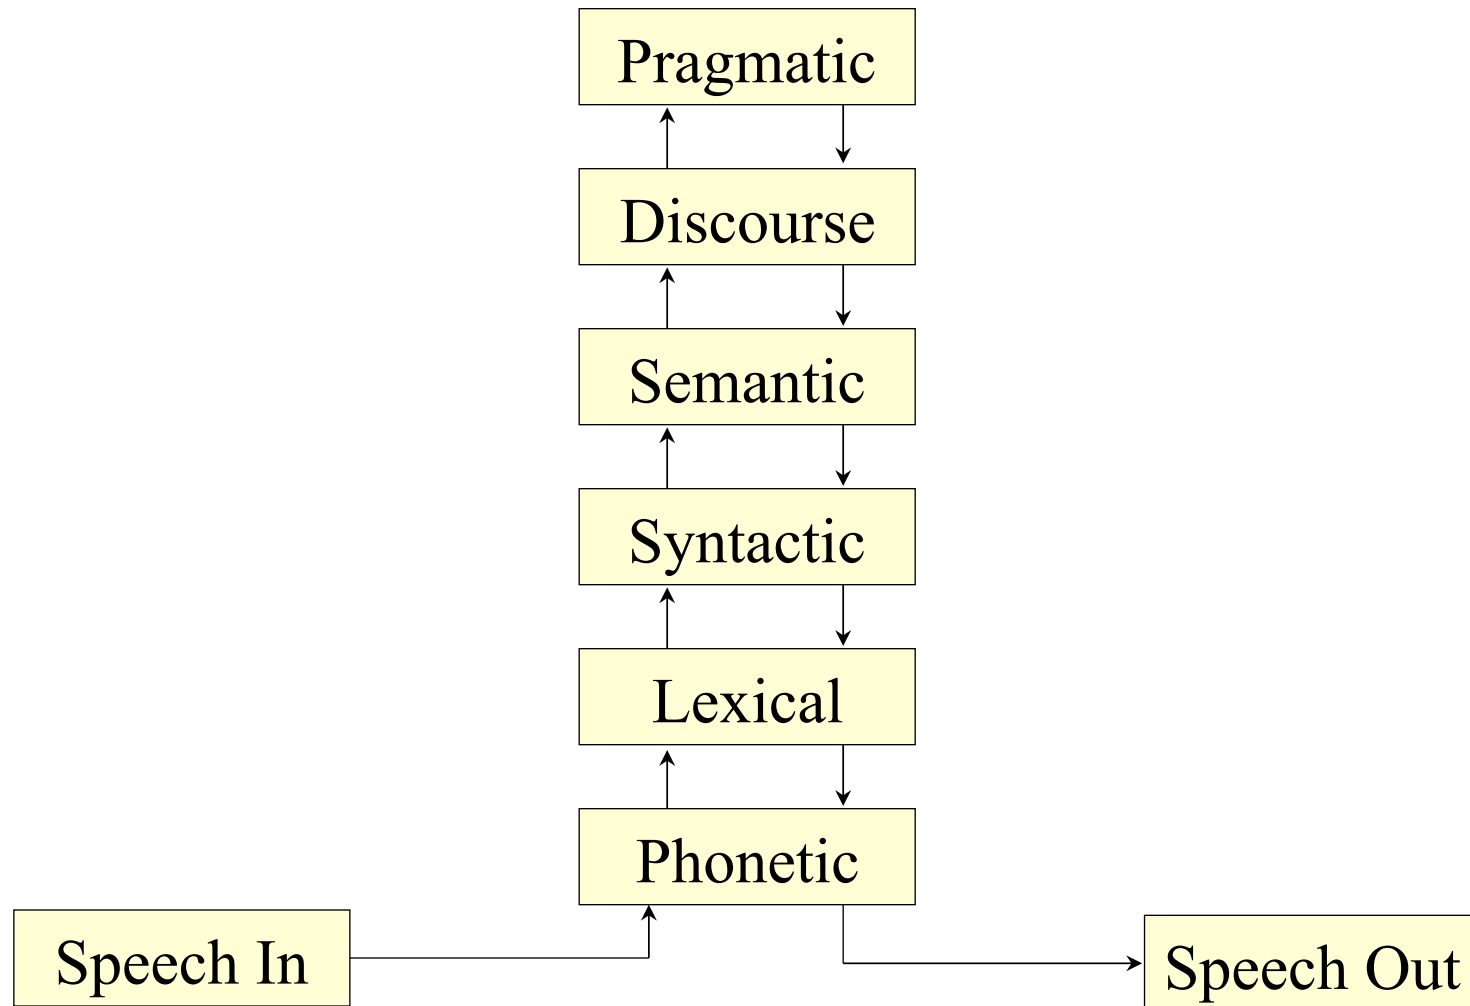 Pragmatic
Discourse
Semantic
Syntactic
Lexical
Phonetic
Speech In
Speech Out